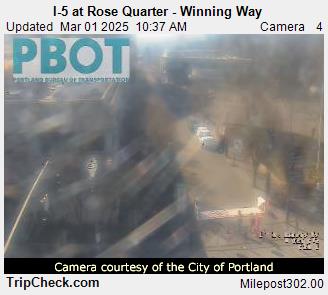 I-5 at Rose Quarter - Winning Way
Updated Mar 01 2025 10:37 AM Camera 4
PBOT
PORTLAND BUREAU OF TRANSPORTATION
Camera courtesy of the City of Portland
TripCheck.com Milepost302.00